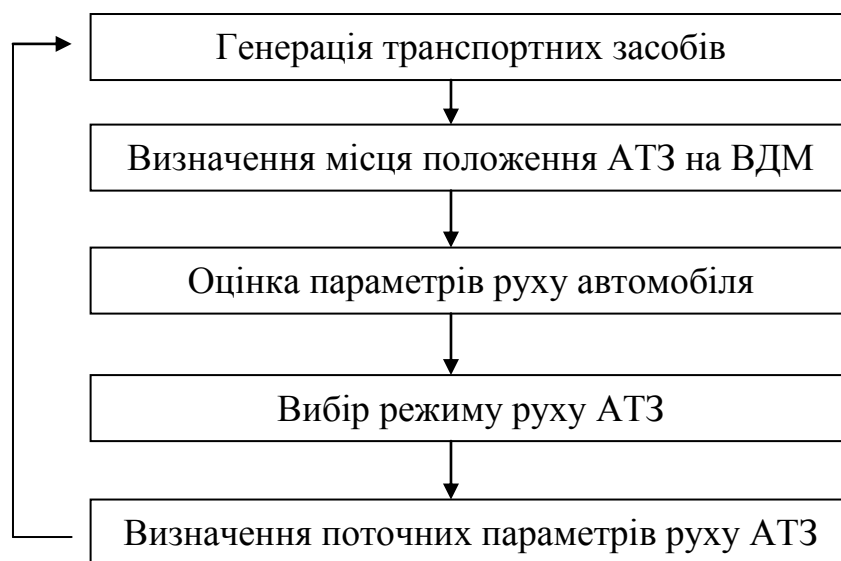 Генерація транспортних засобів
Визначення місця положення АТЗ на ВДМ
Оцінка параметрів руху автомобіля
Вибір режиму руху АТЗ
Визначення поточних параметрів руху АТЗ